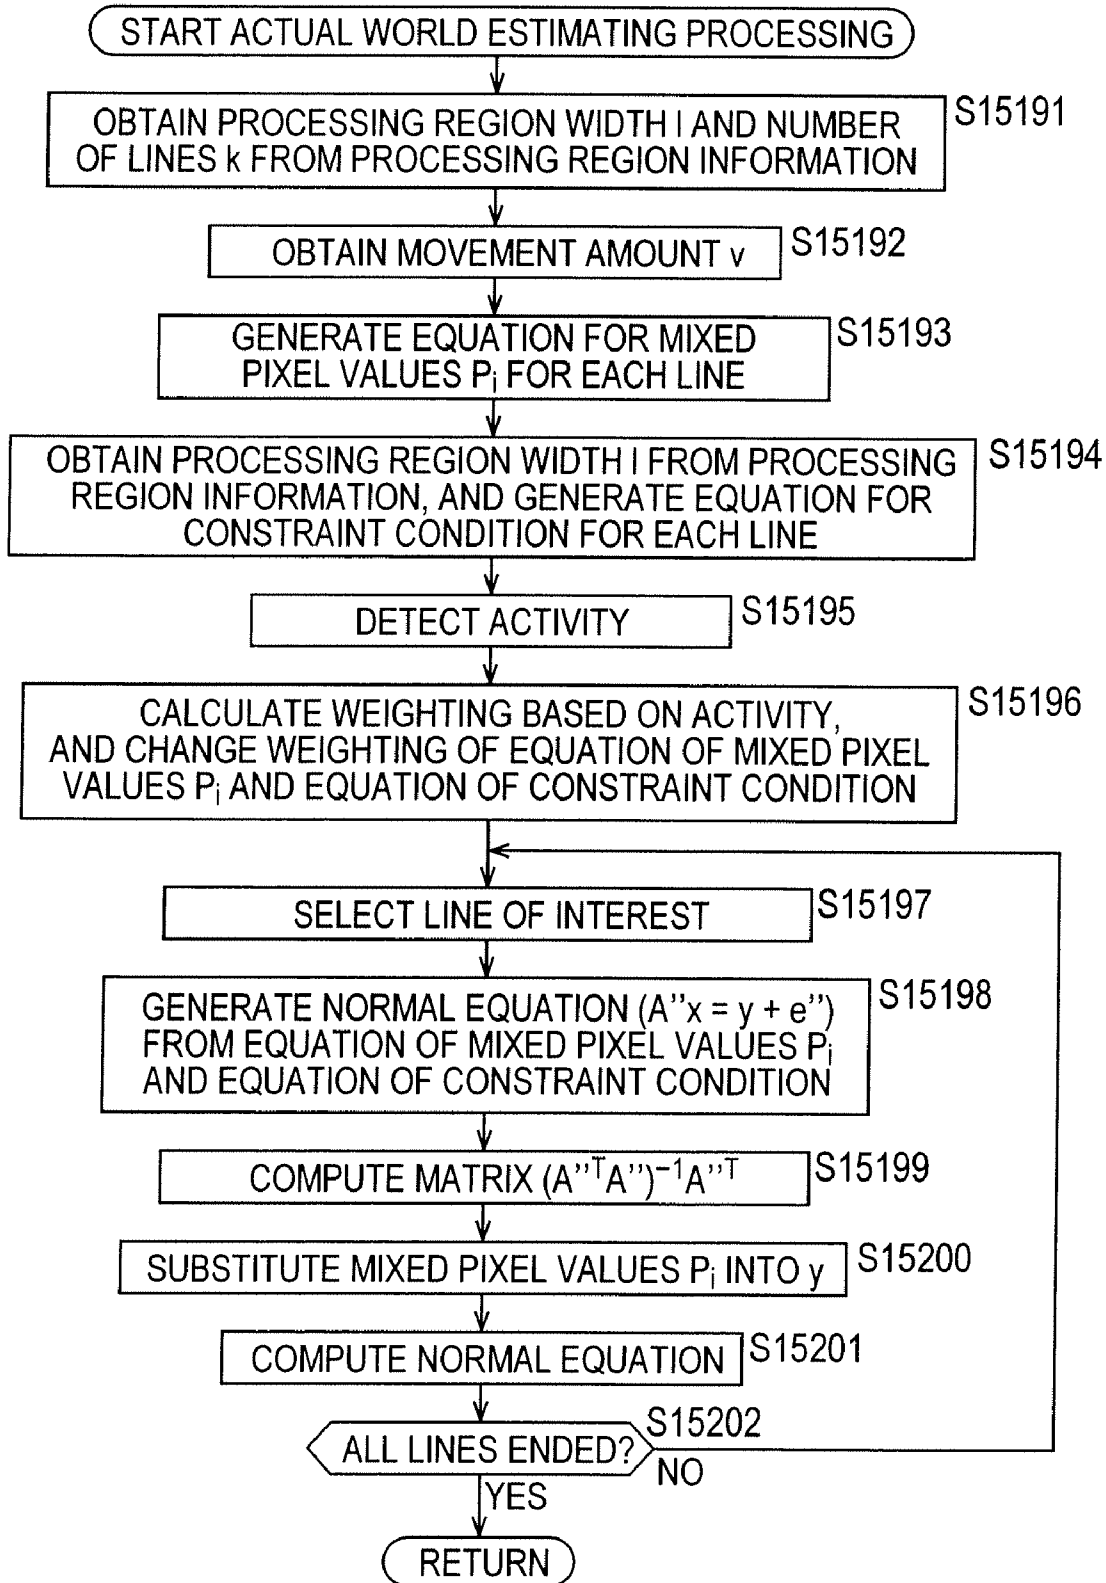 START ACTUAL WORLD ESTIMATING PROCESSING
OBTAIN PROCESSING REGION WIDTH l AND NUMBER
OF LINES k FROM PROCESSING REGION INFORMATION
S15191
OBTAIN MOVEMENT AMOUNT v
S15192
GENERATE EQUATION FOR MIXED
PIXEL VALUES Pi FOR EACH LINE
S15193
OBTAIN PROCESSING REGION WIDTH l FROM PROCESSING
REGION INFORMATION, AND GENERATE EQUATION FOR
CONSTRAINT CONDITION FOR EACH LINE
S15194
DETECT ACTIVITY
S15195
CALCULATE WEIGHTING BASED ON ACTIVITY,
AND CHANGE WEIGHTING OF EQUATION OF MIXED PIXEL
VALUES Pi AND EQUATION OF CONSTRAINT CONDITION
S15196
SELECT LINE OF INTEREST
S15197
GENERATE NORMAL EQUATION (A''x = y + e'')
FROM EQUATION OF MIXED PIXEL VALUES Pi
AND EQUATION OF CONSTRAINT CONDITION
S15198
COMPUTE MATRIX (A''ᵀA'')⁻¹A''ᵀ
S15199
SUBSTITUTE MIXED PIXEL VALUES Pi INTO y
S15200
COMPUTE NORMAL EQUATION
S15201
ALL LINES ENDED?
S15202
NO
YES
RETURN